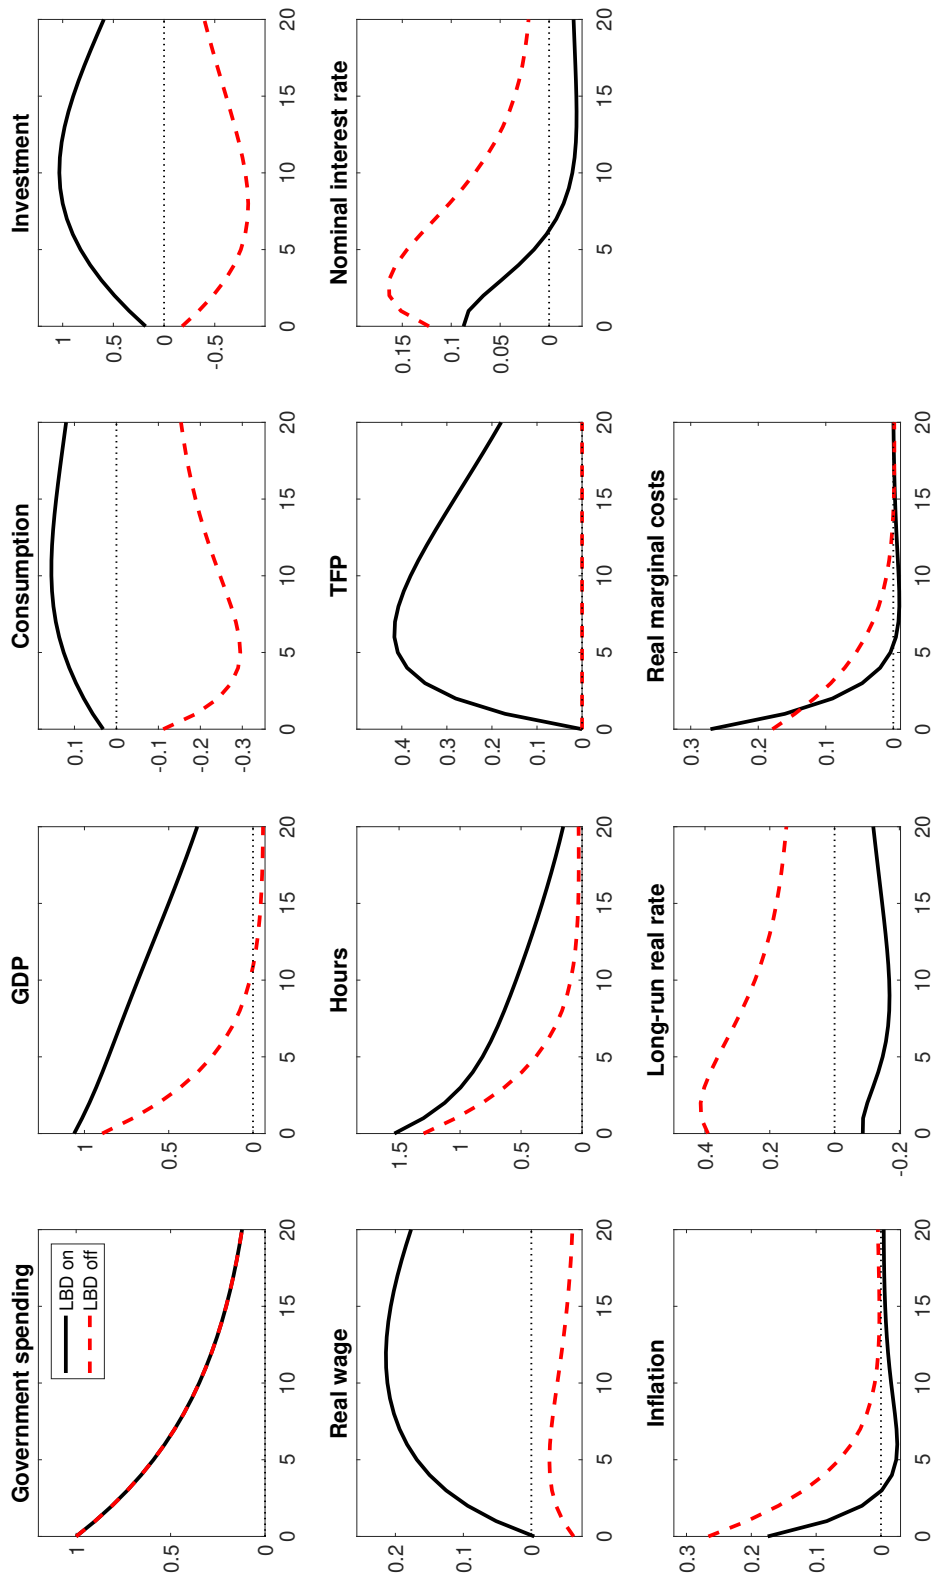 Government spending
LBD on
LBD off
1
0.5
0
0 5 10 15 20
GDP
1
0.5
0
0 5 10 15 20
Consumption
0.1
0
-0.1
-0.2
-0.3
0 5 10 15 20
Investment
1
0.5
0
-0.5
0 5 10 15 20
Real wage
0.2
0.1
0
0 5 10 15 20
Hours
1.5
1
0.5
0
0 5 10 15 20
TFP
0.4
0.3
0.2
0.1
0
0 5 10 15 20
Nominal interest rate
0.15
0.1
0.05
0
0 5 10 15 20
Inflation
0.3
0.2
0.1
0
0 5 10 15 20
Long-run real rate
0.4
0.2
0
-0.2
0 5 10 15 20
Real marginal costs
0.3
0.2
0.1
0
0 5 10 15 20